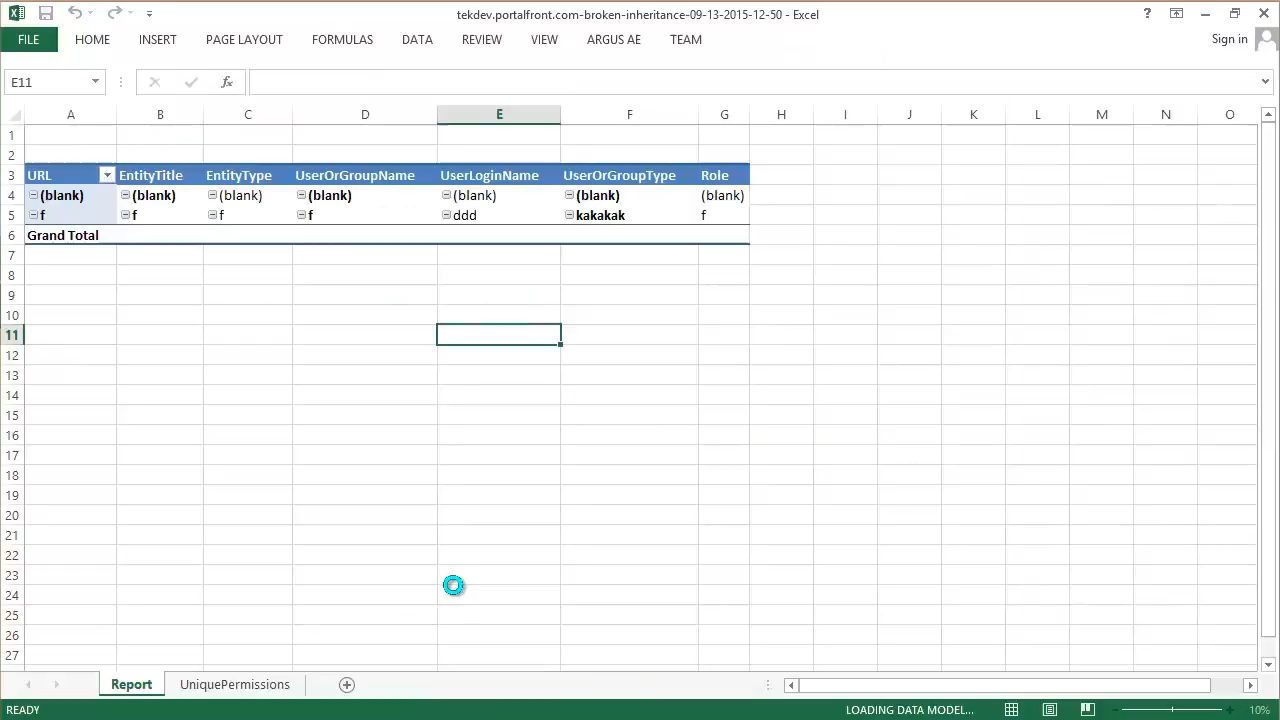 tekdev.portalfront.com-broken-inheritance-09-13-2015-12-50 - Excel
?
FILE HOME INSERT PAGE LAYOUT FORMULAS DATA REVIEW VIEW ARGUS AE TEAM Sign in
E11 fx
A B C D E F G H I J K L M N O
1
2
3 URL EntityTitle EntityType UserOrGroupName UserLoginName UserOrGroupType Role
4 (blank) (blank) (blank) (blank) (blank) (blank) (blank)
5 f f f f ddd kakakak f
6 Grand Total
7
8
9
10
11
12
13
14
15
16
17
18
19
20
21
22
23
24
25
26
27
Report UniquePermissions
READY LOADING DATA MODEL... 10%